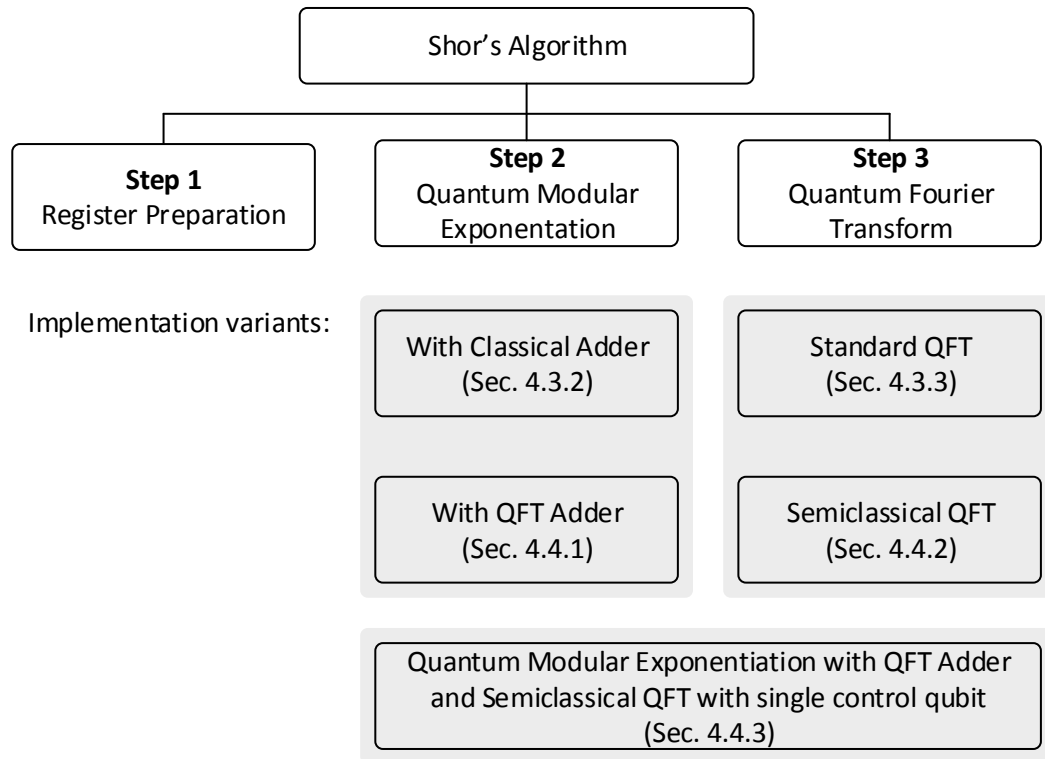 Shor’s Algorithm
Step 1
Register Preparation
Step 2
Quantum Modular
Exponentation
Step 3
Quantum Fourier
Transform
Implementation variants:
With Classical Adder
(Sec. 4.3.2)
Standard QFT
(Sec. 4.3.3)
With QFT Adder
(Sec. 4.4.1)
Semiclassical QFT
(Sec. 4.4.2)
Quantum Modular Exponentiation with QFT Adder
and Semiclassical QFT with single control qubit
(Sec. 4.4.3)